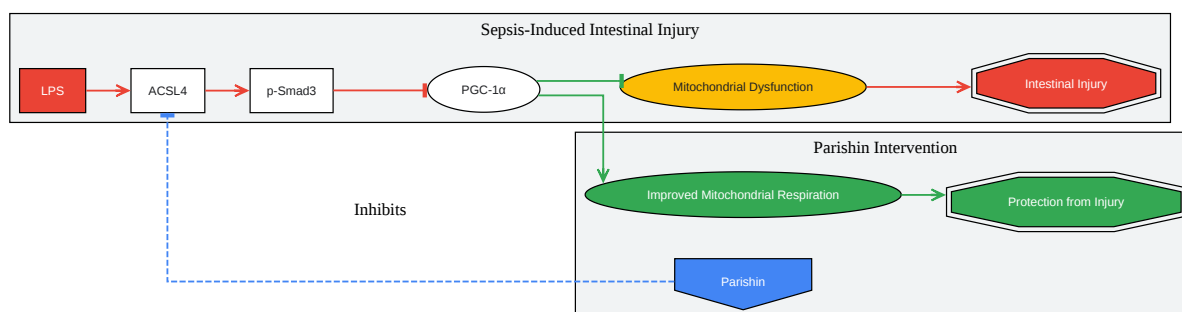 Sepsis-Induced Intestinal Injury
LPS
ACSL4
p-Smad3
PGC-1α
Mitochondrial Dysfunction
Intestinal Injury
Parishin Intervention
Improved Mitochondrial Respiration
Protection from Injury
Inhibits
Parishin